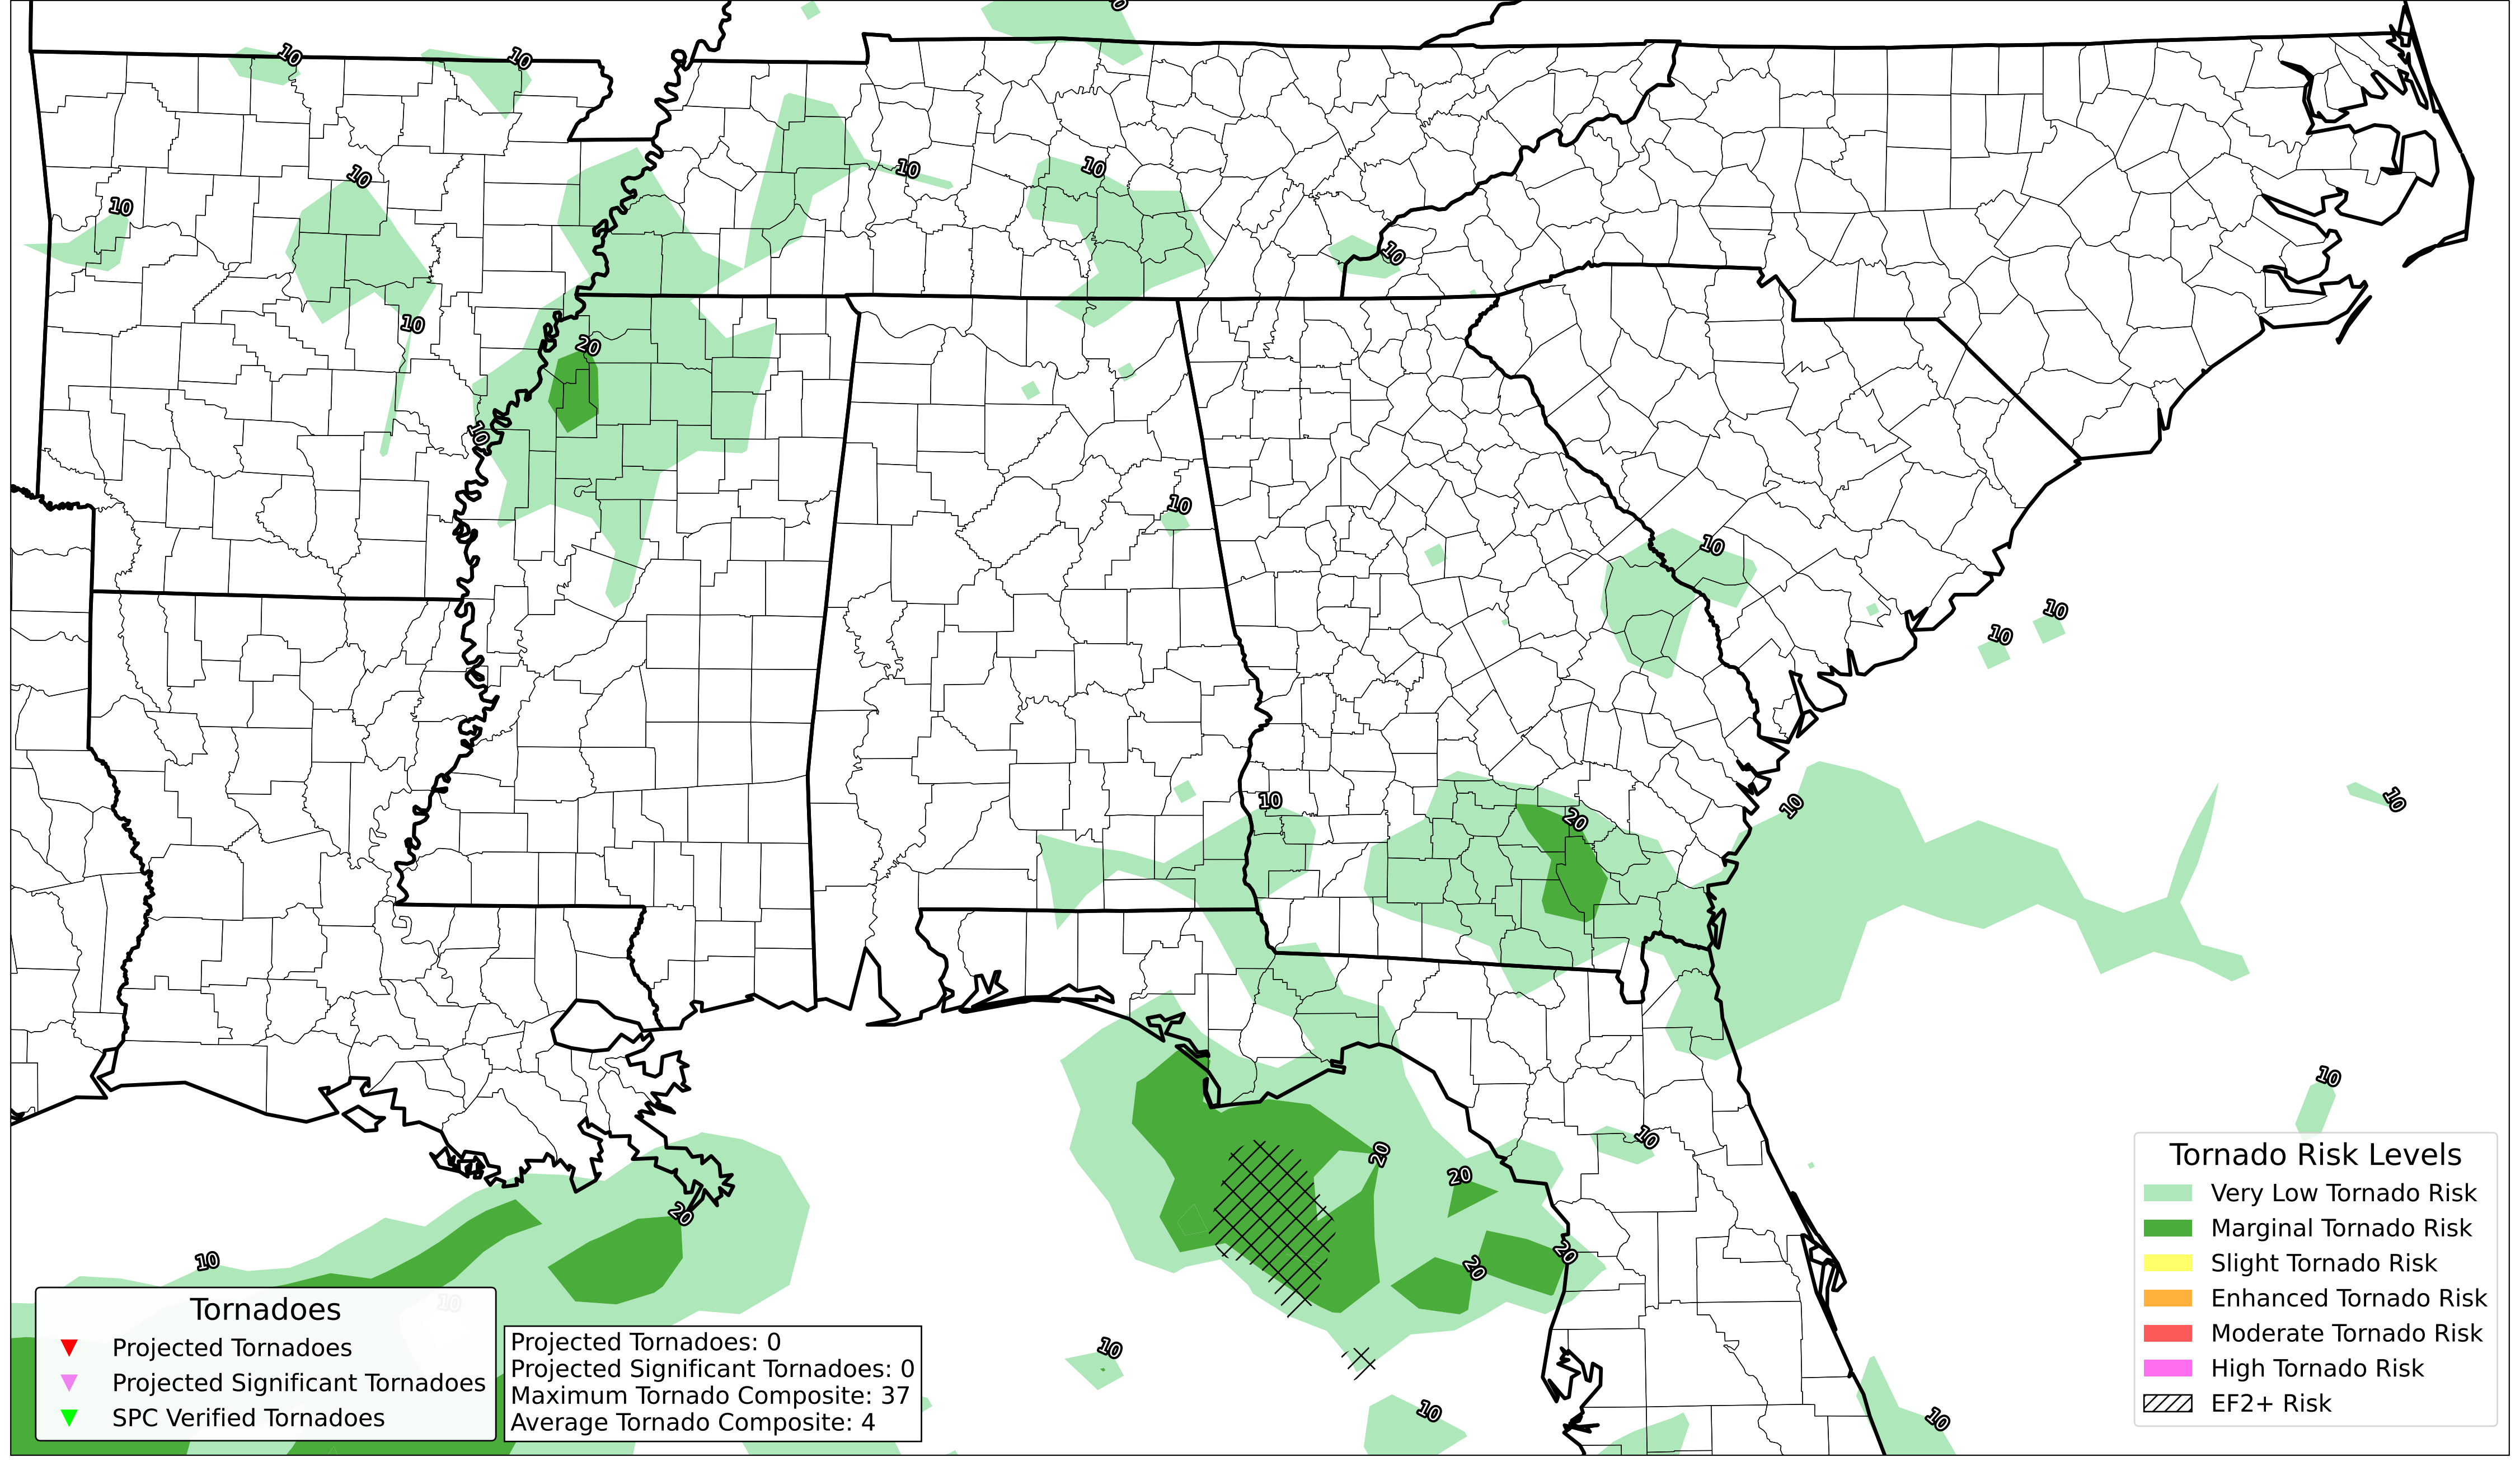 0
10
10
10
10
10
10
10
10
20
10
10
10
10
10
10
20
10
10
10
20
10
20
20
20
20
10
10
10
10
10
Tornadoes
Projected Tornadoes
Projected Significant Tornadoes
SPC Verified Tornadoes
Projected Tornadoes: 0
Projected Significant Tornadoes: 0
Maximum Tornado Composite: 37
Average Tornado Composite: 4
Tornado Risk Levels
Very Low Tornado Risk
Marginal Tornado Risk
Slight Tornado Risk
Enhanced Tornado Risk
Moderate Tornado Risk
High Tornado Risk
EF2+ Risk